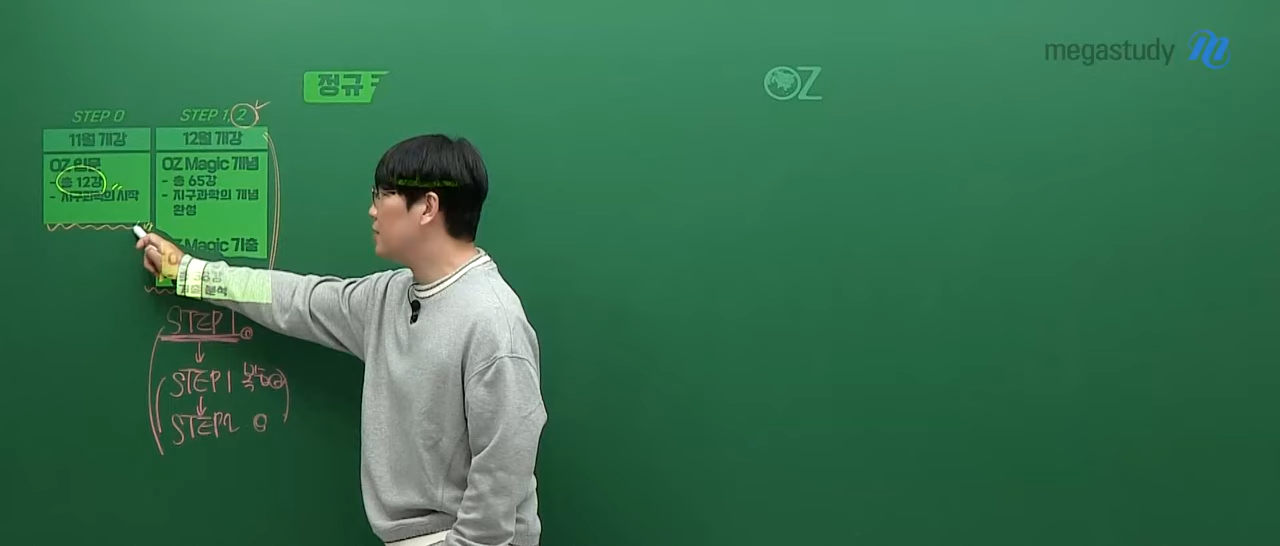 megastudy
정규
OZ
STEP 0
11월 개강
OZ 입문
- 총 12강
- 지구과학의 시작
STEP 1, 2
12월 개강
OZ Magic 개념
- 총 65강
- 지구과학의 개념
완성
Magic 기출
분석
STEP 1
STEP 1 복습
STEP 2